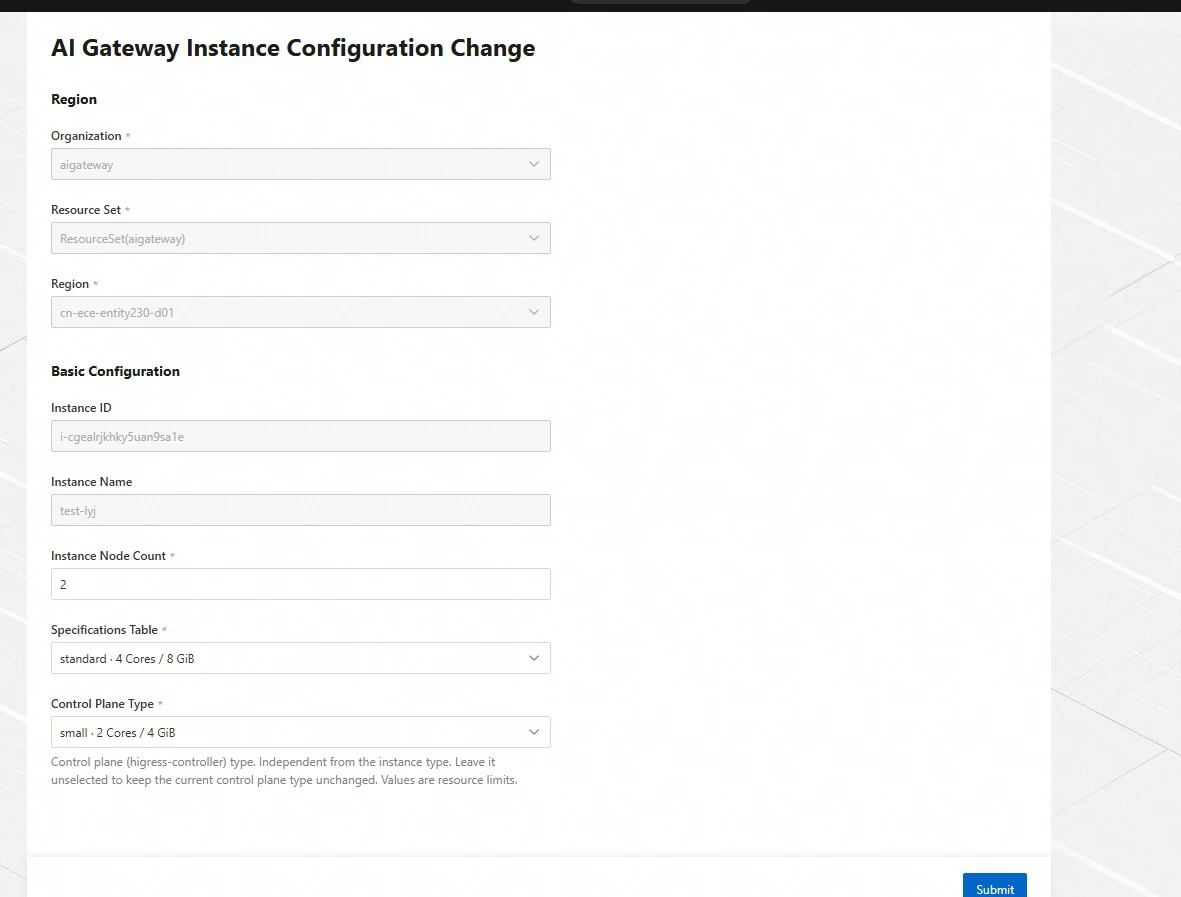 AI Gateway Instance Configuration Change
Region
Organization *
aigateway
Resource Set *
ResourceSet(aigateway)
Region *
cn-ece-entity230-d01
Basic Configuration
Instance ID
i-cgealrjkhky5uan9sa1e
Instance Name
test-lyj
Instance Node Count *
2
Specifications Table *
standard · 4 Cores / 8 GiB
Control Plane Type *
small · 2 Cores / 4 GiB
Control plane (higress-controller) type. Independent from the instance type. Leave it
unselected to keep the current control plane type unchanged. Values are resource limits.
Submit